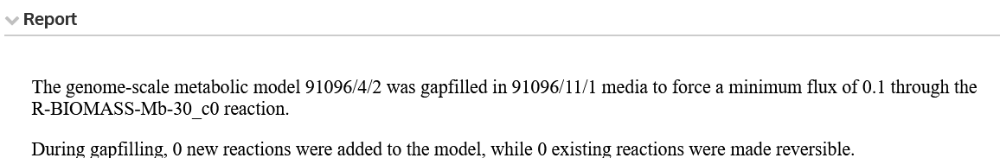 Report
The genome-scale metabolic model 91096/4/2 was gapfilled in 91096/11/1 media to force a minimum flux of 0.1 through the
R-BIOMASS-Mb-30_c0 reaction.
During gapfilling, 0 new reactions were added to the model, while 0 existing reactions were made reversible.